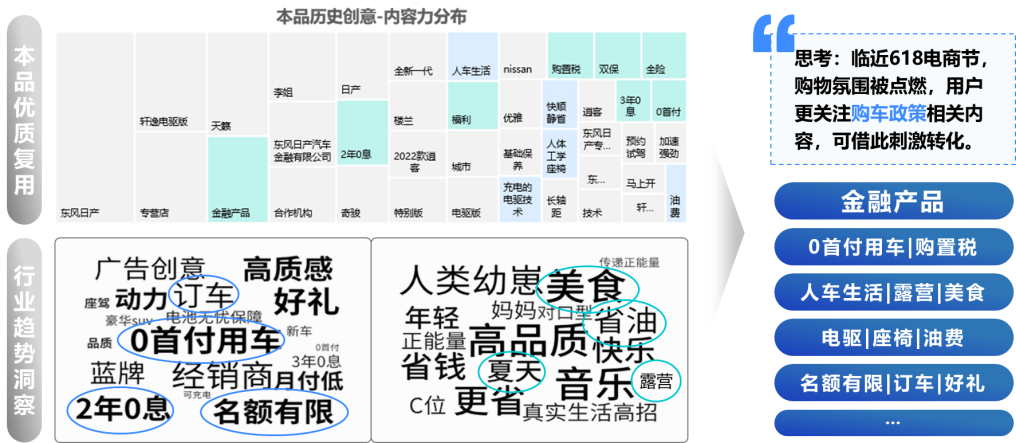 本品历史创意-内容力分布
本品优质复用
东风日产
轩逸电驱版
专营店
天籁
金融产品
李姐
东风日产汽车
金融有限公司
合作机构
日产
2年0息
奇骏
全新一代
楼兰
2022款逍
客
特别版
人车生活
福利
城市
电驱版
nissan
优雅
基础保
养
充电的
电驱技
术
购置税
快顺
静省
人体
工学
座椅
长轴
距
双保
逍客
东风日
产专...
东...
技术
全险
3年0
息
0首付
预约
试驾
加速
强劲
马上开
轩...
油
费
行业趋势洞察
广告创意
高质感
座驾
动力
订车
好礼
豪华suv
电池无忧保障
品质
0首付用车
新车
0首付
3年0息
蓝牌
经销商
月付低
可充电
2年0息
名额有限
传递正能量
人类幼崽
美食
年轻
妈妈对口型
省油
正能量
高品质
快乐
省钱
夏天
音乐
露营
C位
更省
真实生活高招
思考：临近618电商节，
购物氛围被点燃，用户
更关注购车政策相关内
容，可借此刺激转化。
金融产品
0首付用车|购置税
人车生活|露营|美食
电驱|座椅|油费
名额有限|订车|好礼
...